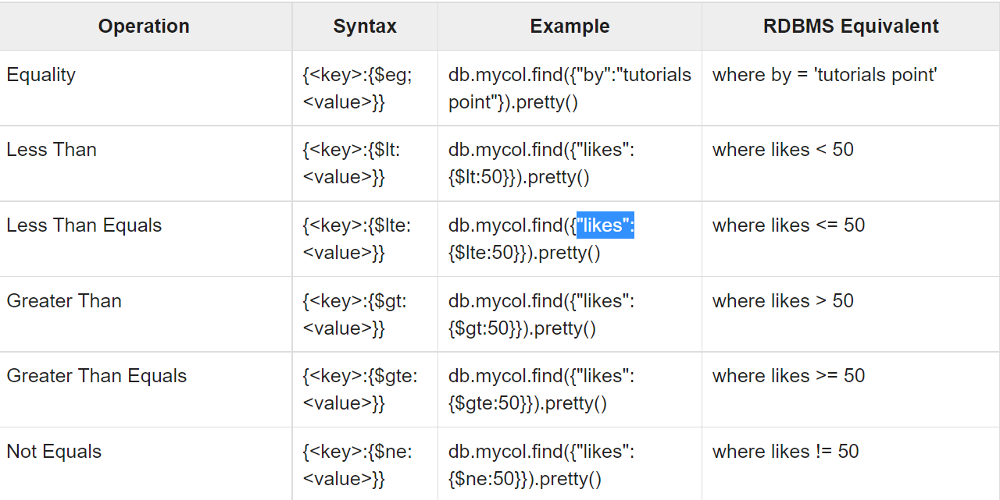 Operation Syntax Example RDBMS Equivalent
Equality {<key>:{$eg; db.mycol.find({"by":"tutorials where by = 'tutorials point'
<value>}} point"}).pretty()
Less Than {<key>:{$lt: db.mycol.find({"likes": where likes < 50
<value>}} {$lt:50}}).pretty()
Less Than Equals {<key>:{$lte: db.mycol.find({"likes": where likes <= 50
<value>}} {$lte:50}}).pretty()
Greater Than {<key>:{$gt: db.mycol.find({"likes": where likes > 50
<value>}} {$gt:50}}).pretty()
Greater Than Equals {<key>:{$gte: db.mycol.find({"likes": where likes >= 50
<value>}} {$gte:50}}).pretty()
Not Equals {<key>:{$ne: db.mycol.find({"likes": where likes != 50
<value>}} {$ne:50}}).pretty()